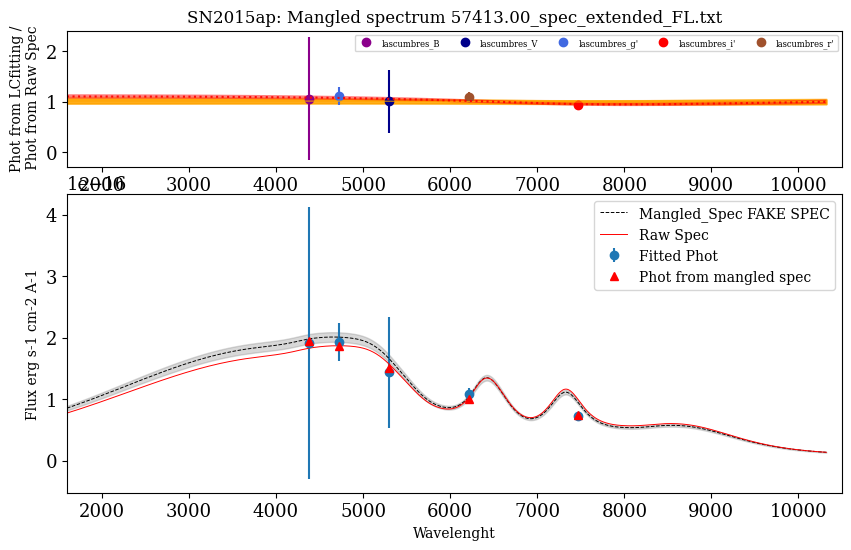 SN2015ap: Mangled spectrum 57413.00_spec_extended_FL.txt
Phot from LCfitting /
Phot from Raw Spec
2
1
0
lascumbres_B
lascumbres_V
lascumbres_g'
lascumbres_i'
lascumbres_r'
2000 3000 4000 5000 6000 7000 8000 9000 10000
Flux erg s-1 cm-2 A-1
4
3
2
1
0
Mangled_Spec FAKE SPEC
Raw Spec
Fitted Phot
Phot from mangled spec
2000 3000 4000 5000 6000 7000 8000 9000 10000
Wavelenght